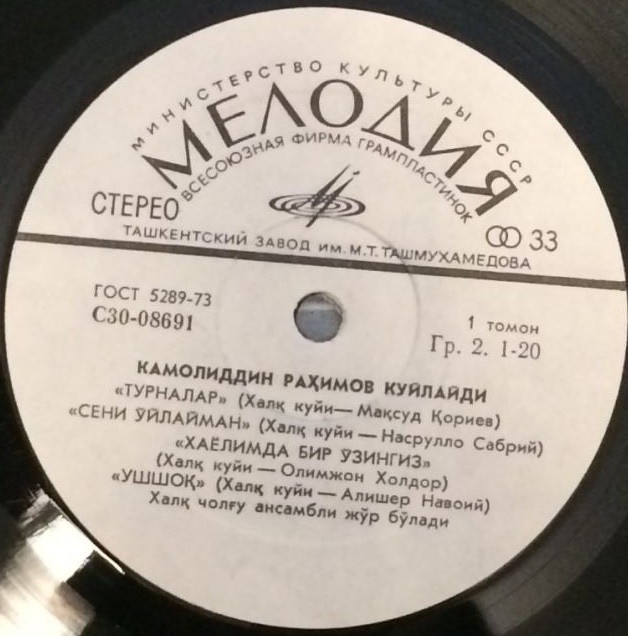 МИНИСТЕРСТВО КУЛЬТУРЫ СССР
МЕЛОДИЯ
ВСЕСОЮЗНАЯ ФИРМА ГРАМПЛАСТИНОК
СТЕРЕО
33
ТАШКЕНТСКИЙ ЗАВОД ИМ. М.Т. ТАШМУХАМЕДОВА
ГОСТ 5289-73
С30-08691
1 томон
Гр. 2. 1-20
КАМОЛИДДИН РАҲИМОВ КУЙЛАЙДИ
«ТУРНАЛАР» (Халқ куйи — Мақсуд Қориев)
«СЕНИ ЎЙЛАЙМАН» (Халқ куйи — Насрулло Сабрий)
«ХАЁЛИМДА БИР ЎЗИНГИЗ»
(Халқ куйи — Олимжон Холдор)
«УШШОҚ» (Халқ куйи — Алишер Навоий)
Халқ чолғу ансамбли жўр бўлади